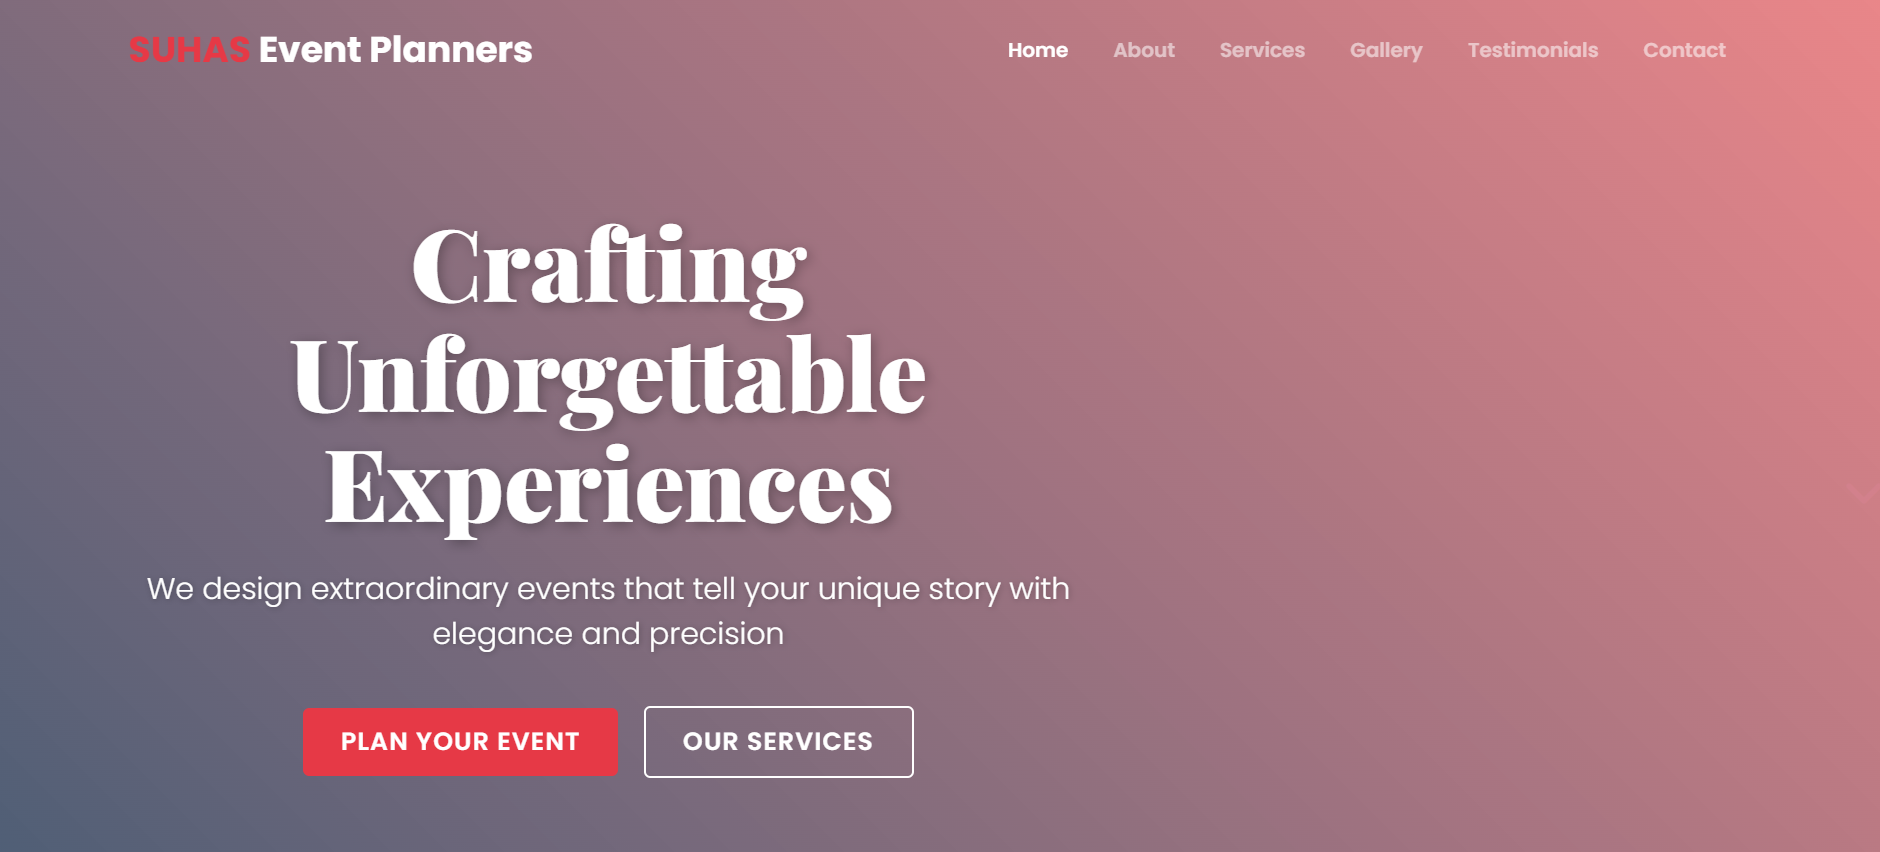 SUHAS Event Planners
Home About Services Gallery Testimonials Contact
Crafting
Unforgettable
Experiences
We design extraordinary events that tell your unique story with
elegance and precision
PLAN YOUR EVENT
OUR SERVICES